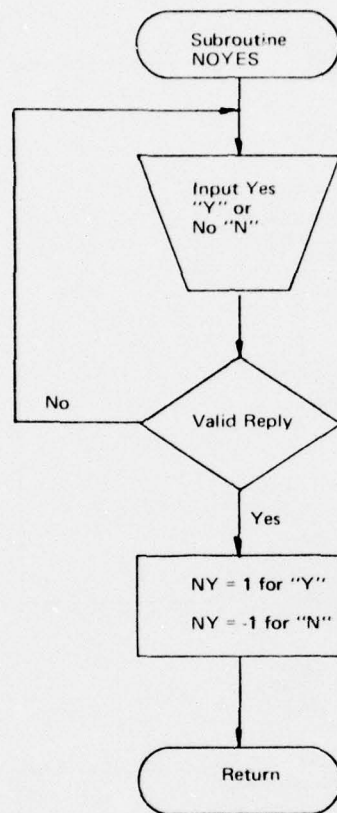 Subroutine
NOYES
Input Yes
"Y" or
No "N"
No
Valid Reply
Yes
NY = 1 for "Y"
NY = -1 for "N"
Return